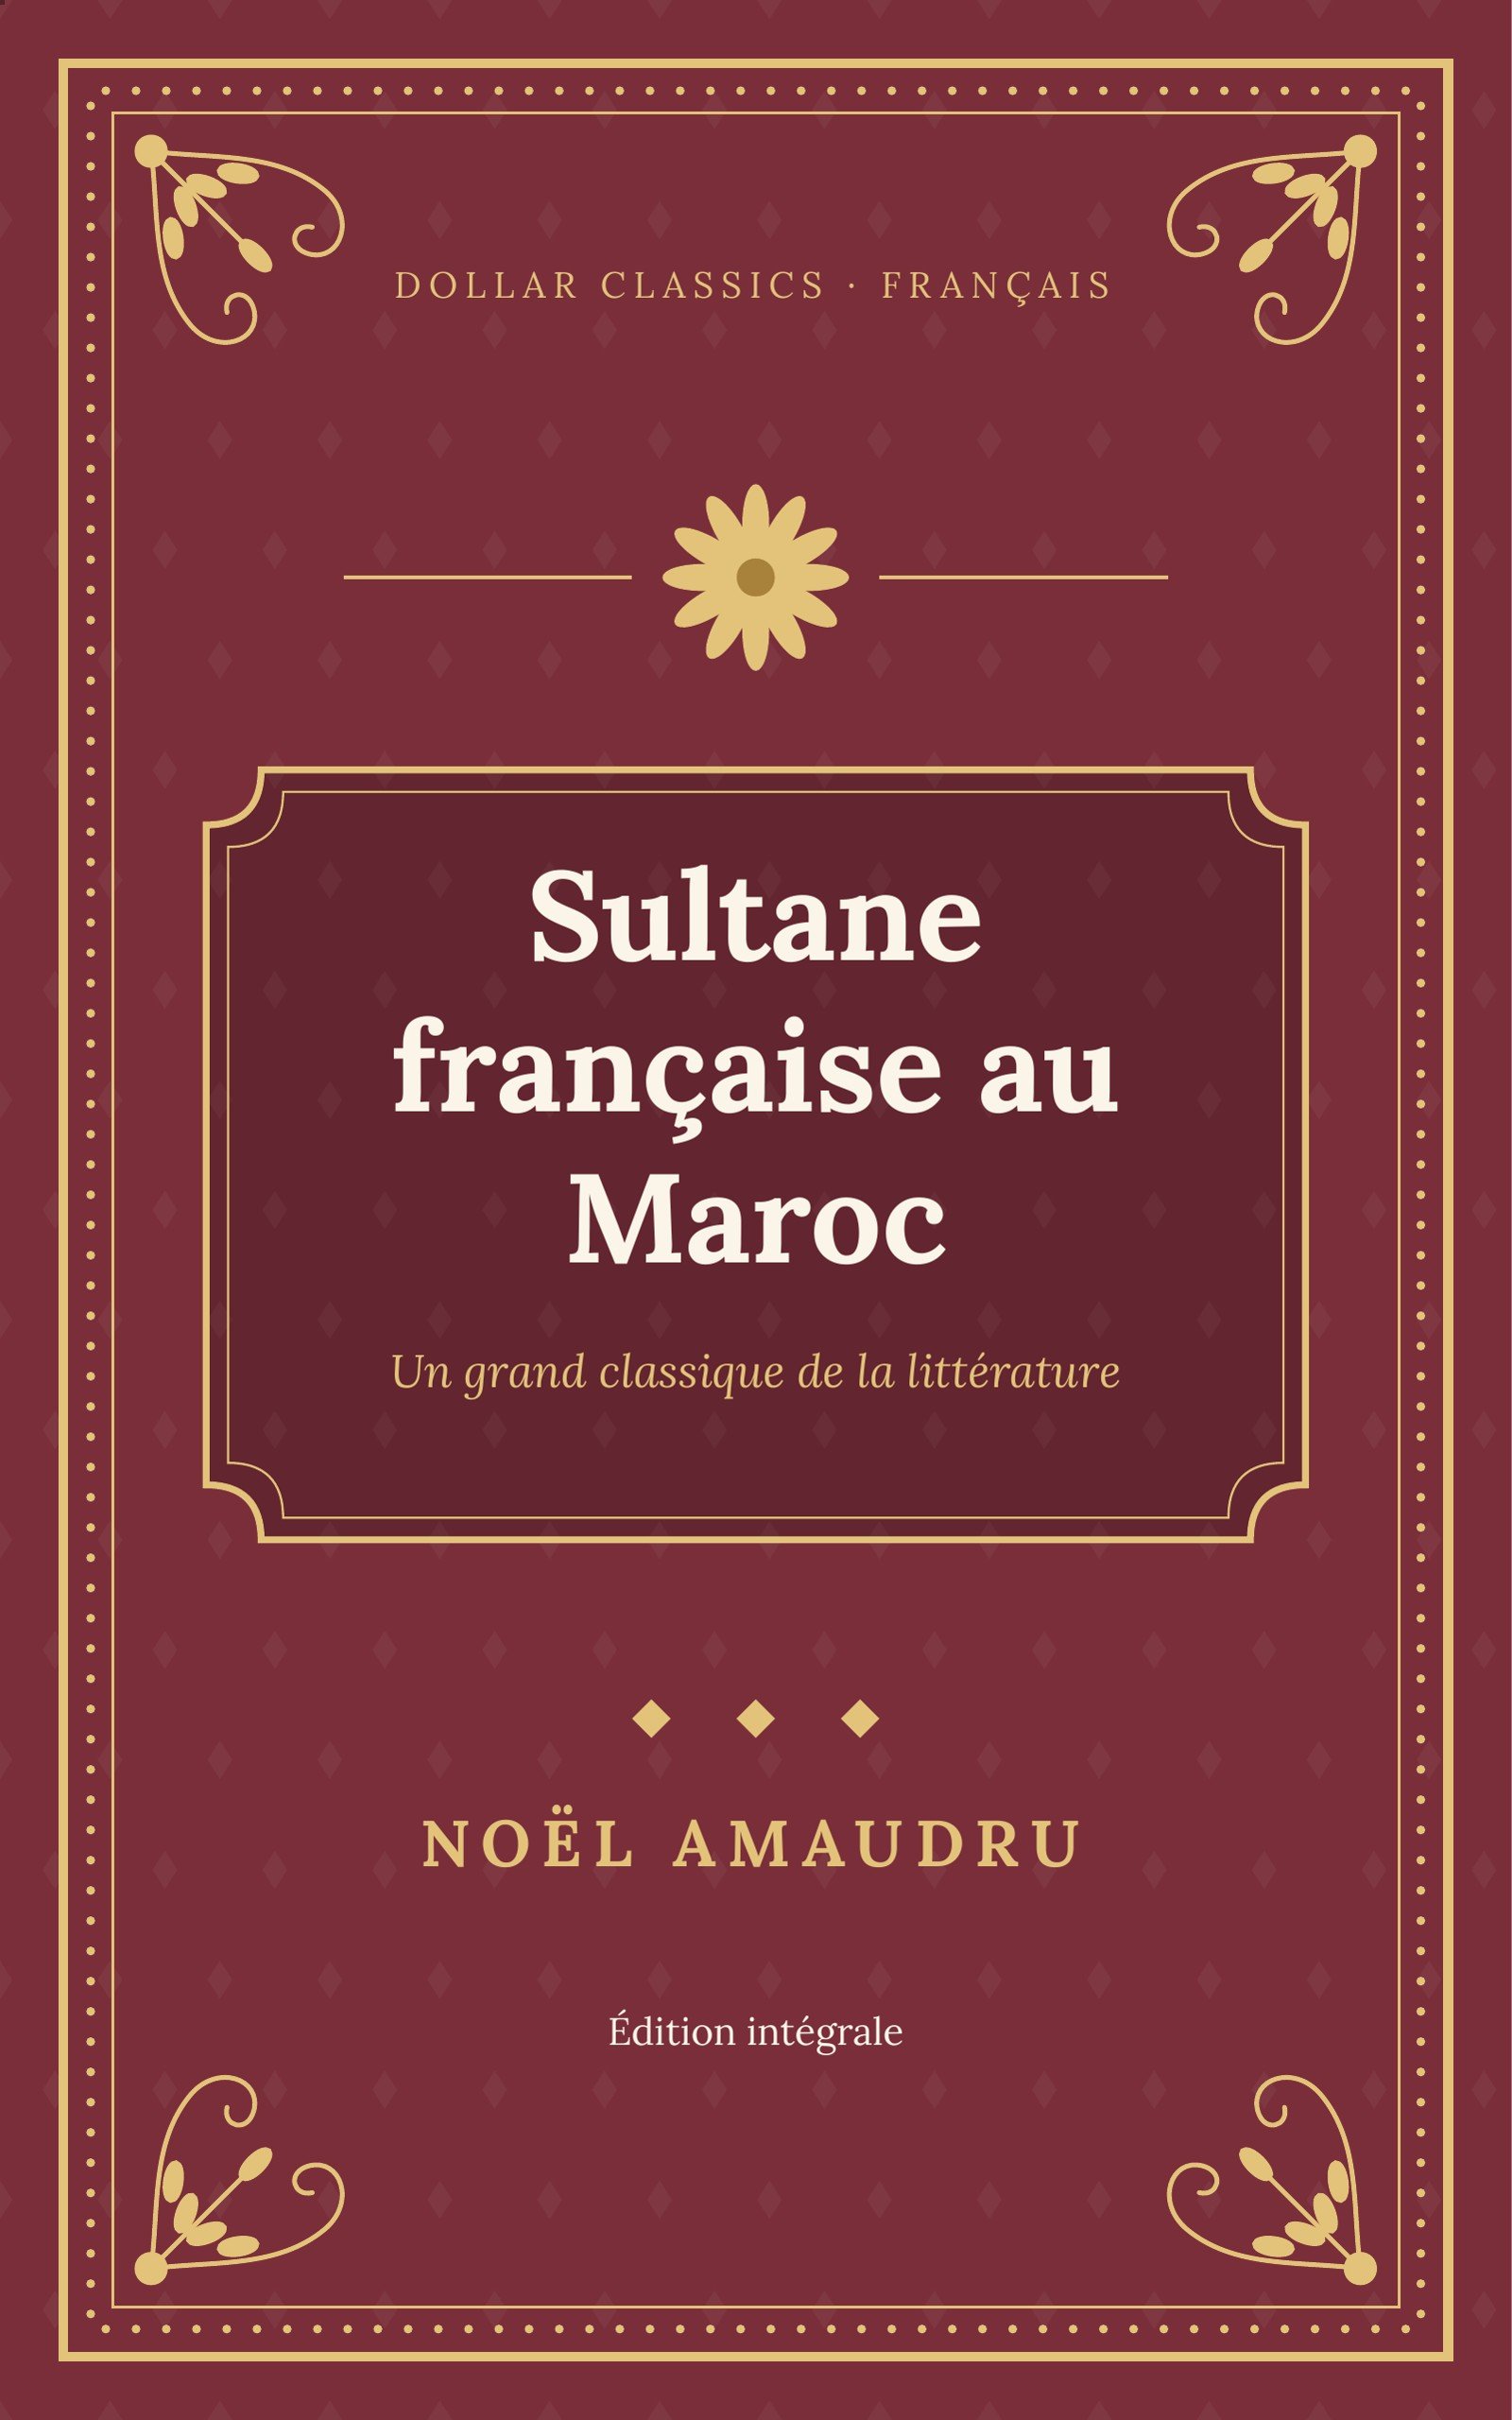 DOLLAR CLASSICS · FRANÇAIS
Sultane
française au
Maroc
Un grand classique de la littérature
NOËL AMAUDRU
Édition intégrale